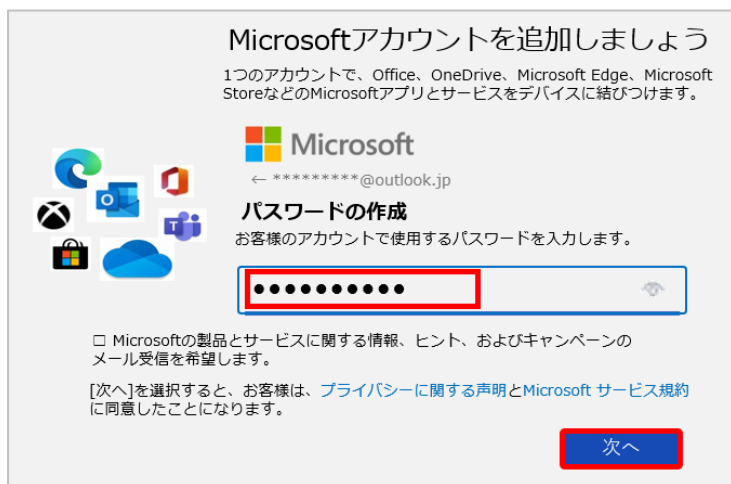 Microsoftアカウントを追加しましょう
1つのアカウントで、Office、OneDrive、Microsoft Edge、Microsoft
StoreなどのMicrosoftアプリとサービスをデバイスに結びつけます。
Microsoft
← *********@outlook.jp
パスワードの作成
お客様のアカウントで使用するパスワードを入力します。
●●●●●●●●●●
□ Microsoftの製品とサービスに関する情報、ヒント、およびキャンペーンの
メール受信を希望します。
[次へ]を選択すると、お客様は、プライバシーに関する声明とMicrosoft サービス規約
に同意したことになります。
次へ